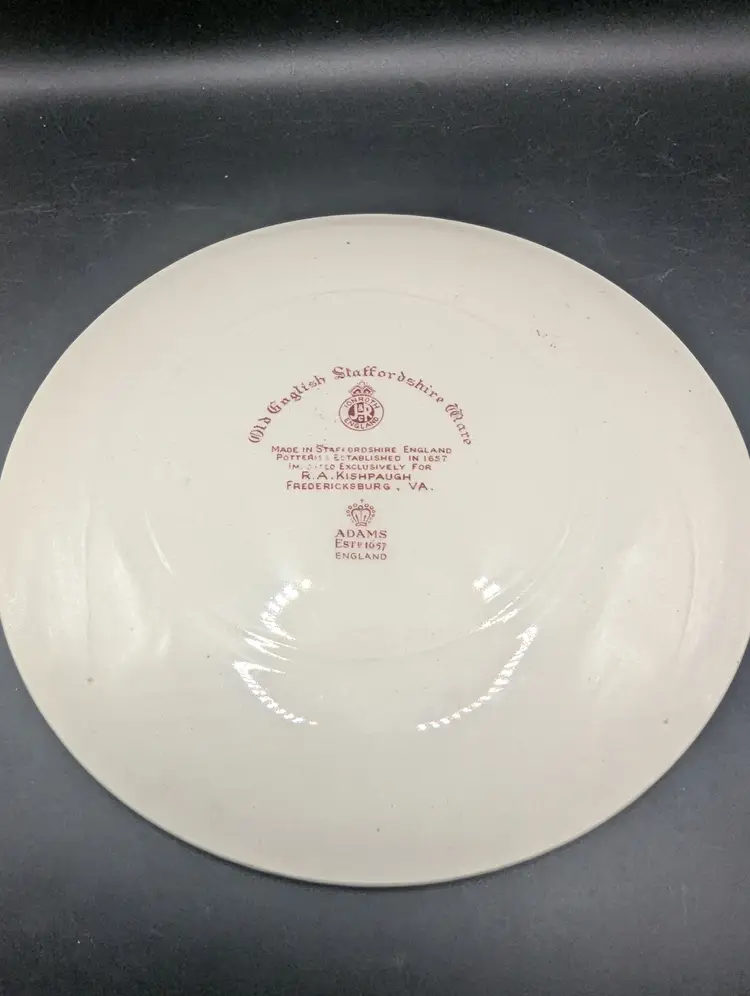 Old English Staffordshire Ware
JONROTH
ENGLAND
MADE IN STAFFORDSHIRE ENGLAND
POTTERIES ESTABLISHED IN 1657
EXCLUSIVELY FOR
R.A. KISHPAUGH
FREDERICKSBURG, VA.
ADAMS
ESTD 1657
ENGLAND